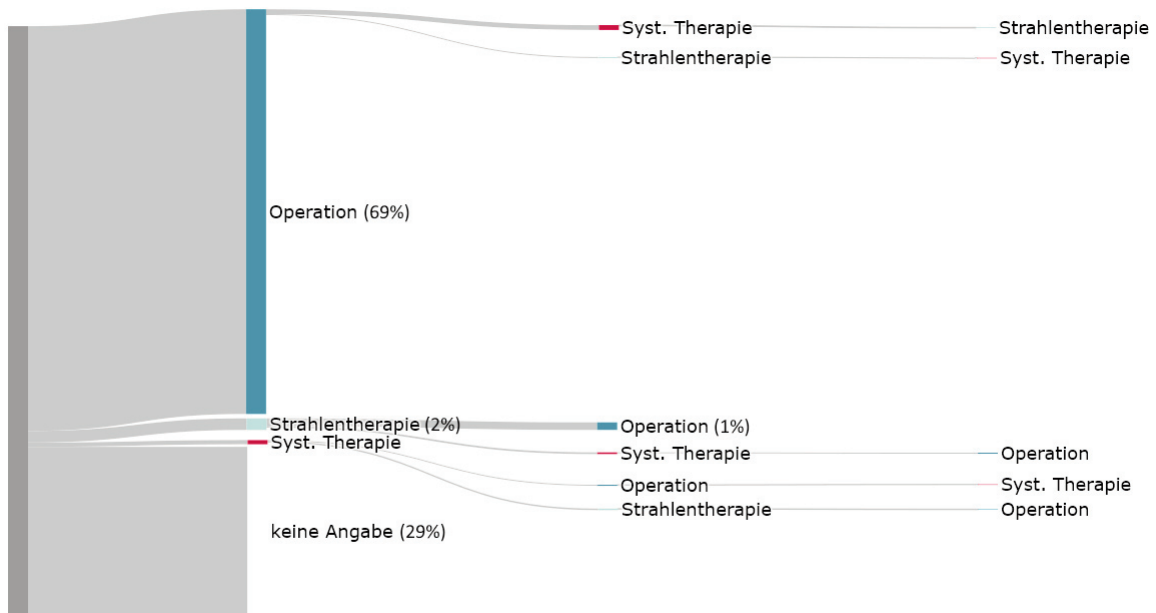 Syst. Therapie Strahlentherapie
Strahlentherapie Syst. Therapie
Operation (69%)
Strahlentherapie (2%) Operation (1%)
Syst. Therapie
Syst. Therapie Operation
Operation Syst. Therapie
Strahlentherapie Operation
keine Angabe (29%)